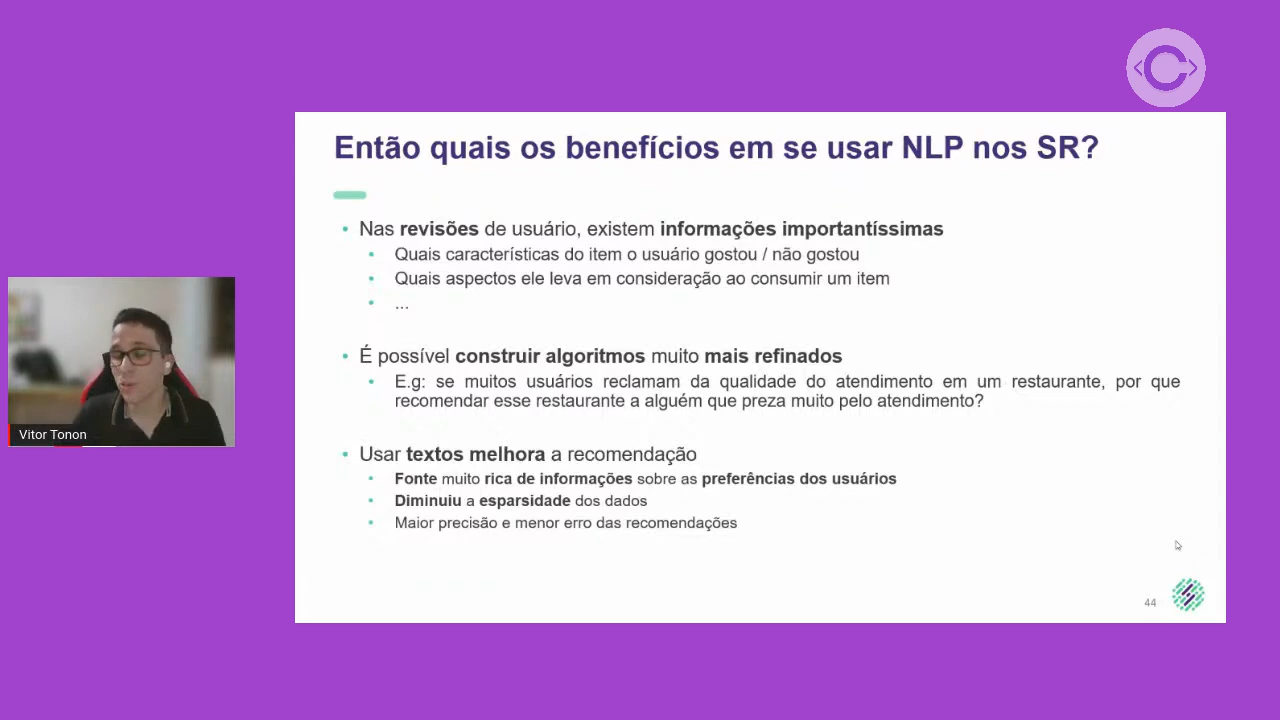 Então quais os benefícios em se usar NLP nos SR?
• Nas revisões de usuário, existem informações importantíssimas
• Quais características do item o usuário gostou / não gostou
• Quais aspectos ele leva em consideração ao consumir um item
• ...
• É possível construir algoritmos muito mais refinados
• E.g: se muitos usuários reclamam da qualidade do atendimento em um restaurante, por que
recomendar esse restaurante a alguém que preza muito pelo atendimento?
Vitor Tonon
• Usar textos melhora a recomendação
• Fonte muito rica de informações sobre as preferências dos usuários
• Diminuiu a esparsidade dos dados
• Maior precisão e menor erro das recomendações
44